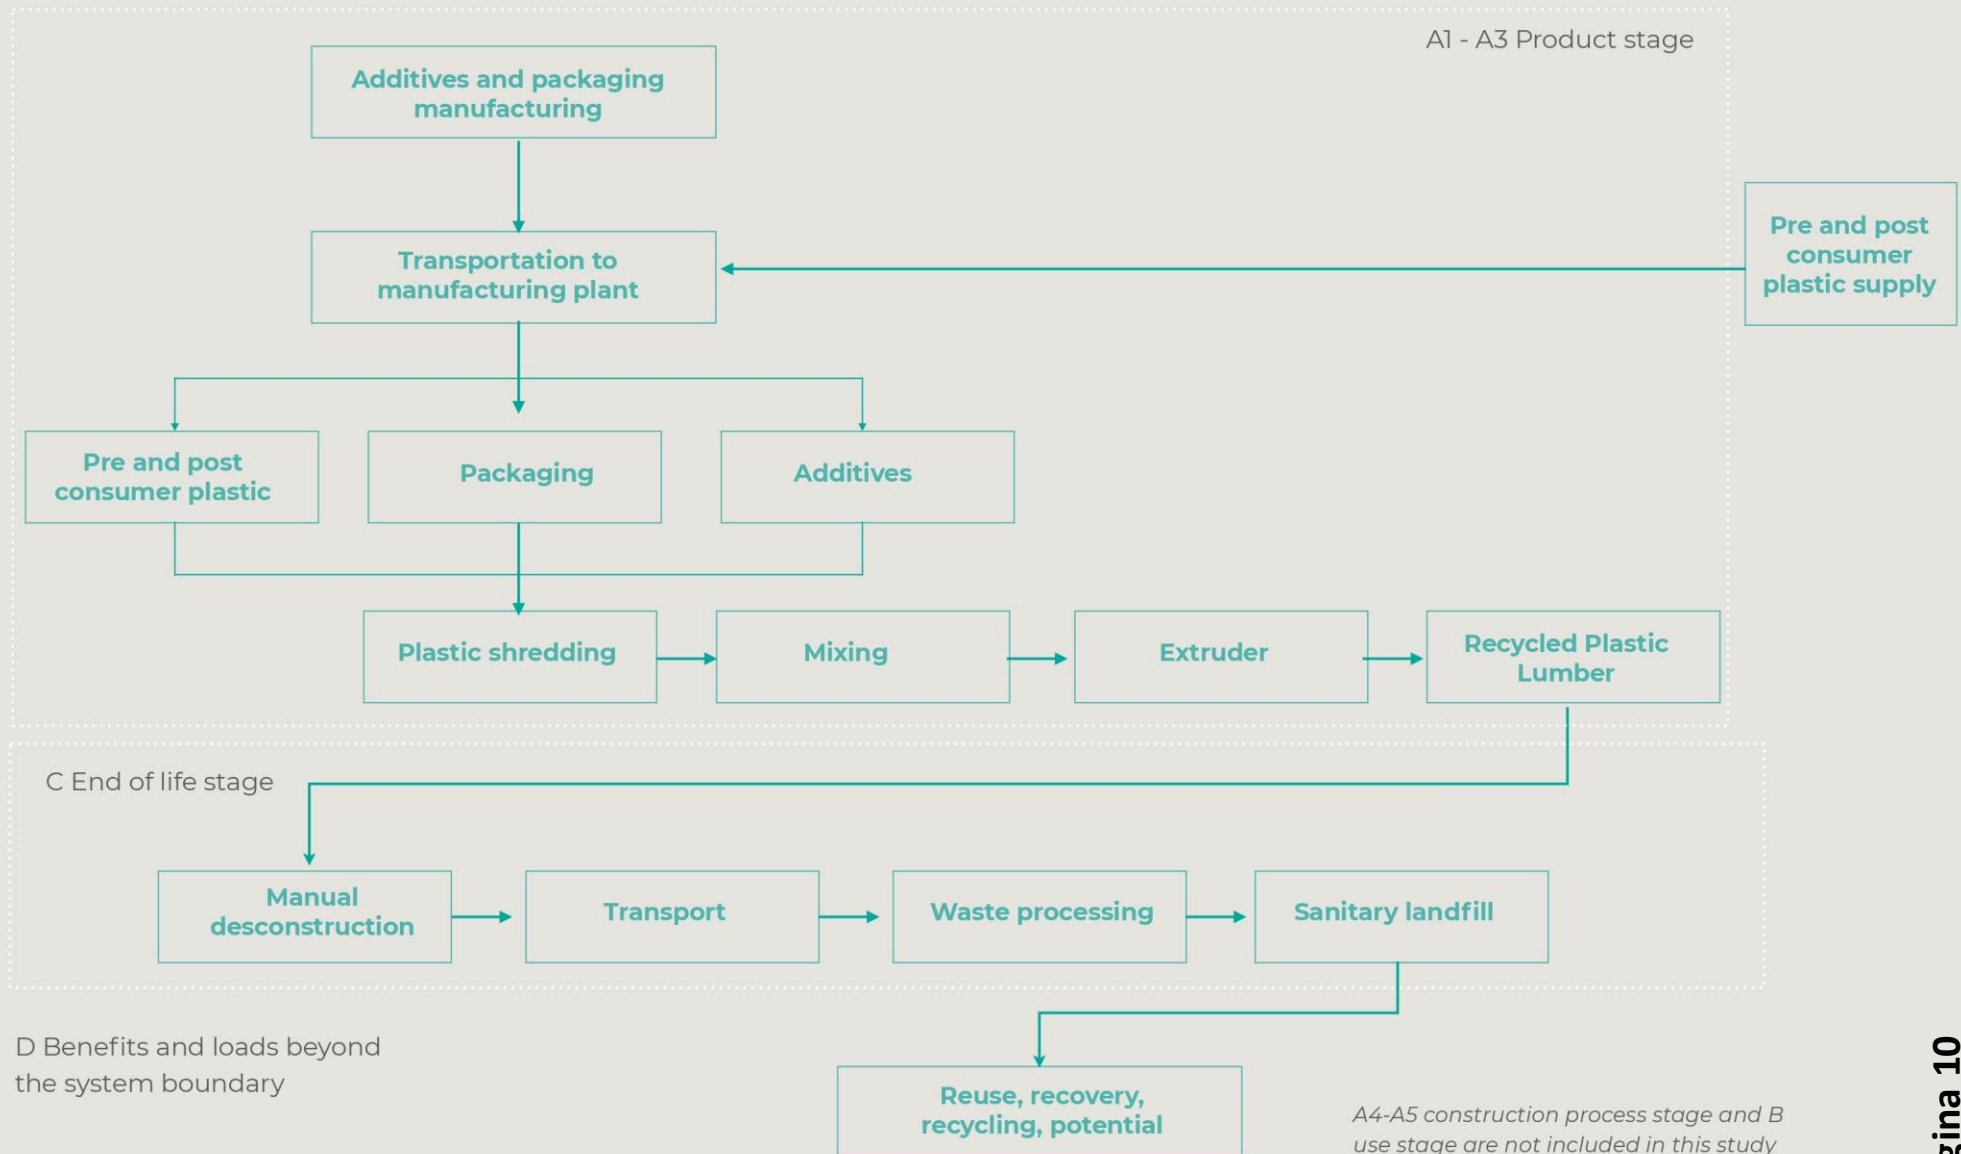 A1 - A3 Product stage
Additives and packaging
manufacturing
Transportation to
manufacturing plant
Pre and post
consumer
plastic supply
Pre and post
consumer plastic
Packaging
Additives
Plastic shredding
Mixing
Extruder
Recycled Plastic
Lumber
C End of life stage
Manual
desconstruction
Transport
Waste processing
Sanitary landfill
D Benefits and loads beyond
the system boundary
Reuse, recovery,
recycling, potential
A4-A5 construction process stage and B
use stage are not included in this study
gina 10